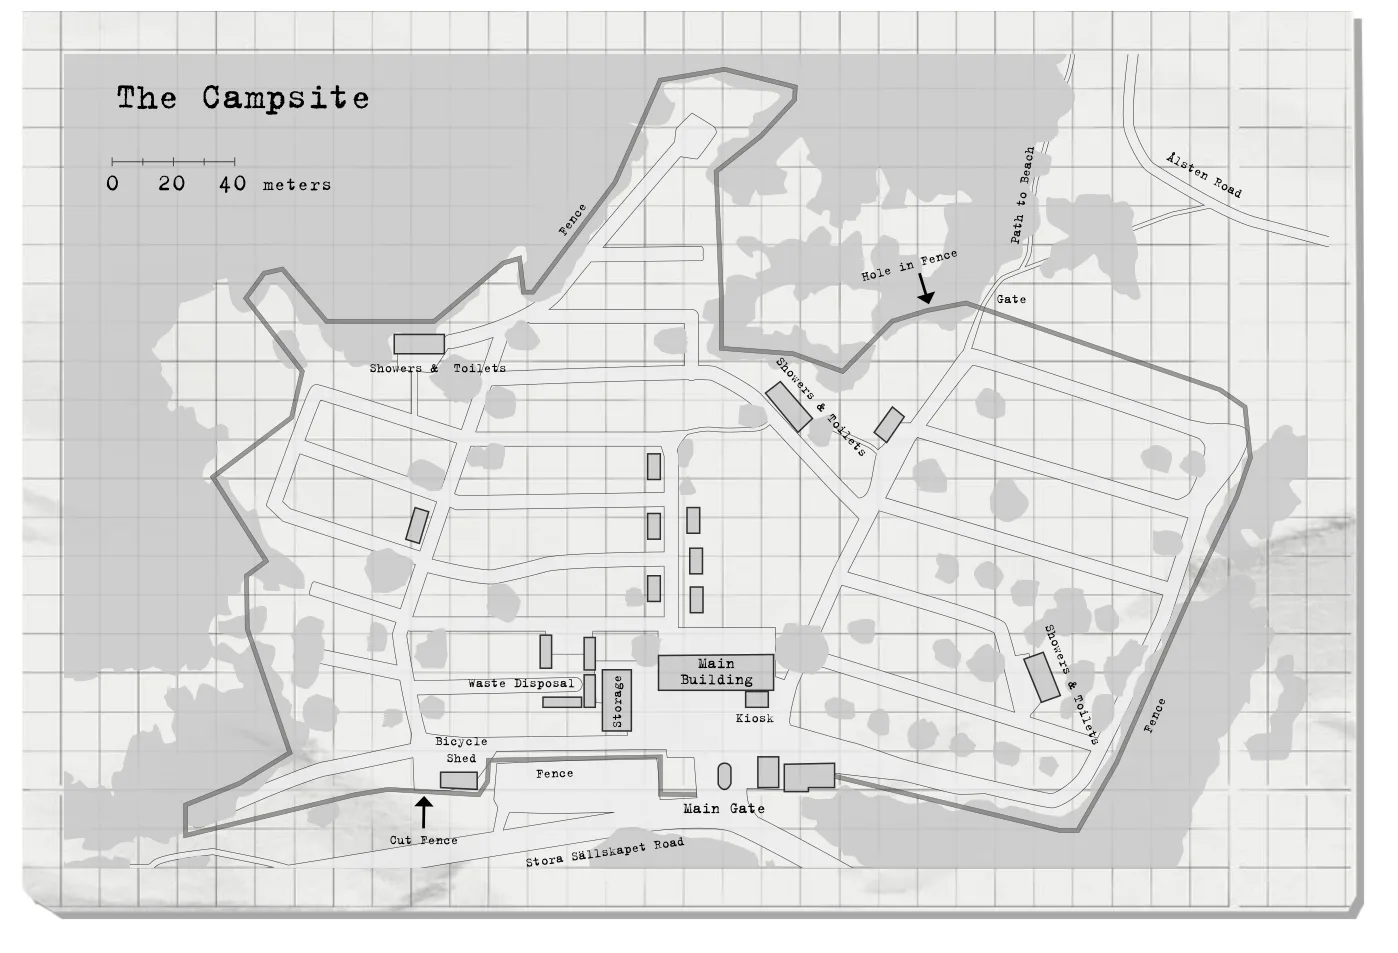 The Campsite
0 20 40 meters
Ålsten Road
Path to Beach
Fence
Hole in Fence
Gate
Showers & Toilets
Showers & Toilets
Showers & Toilets
Main
Building
Waste Disposal
Storage
Kiosk
Fence
Bicycle
Shed
Fence
Main Gate
Cut Fence
Stora Sällskapet Road